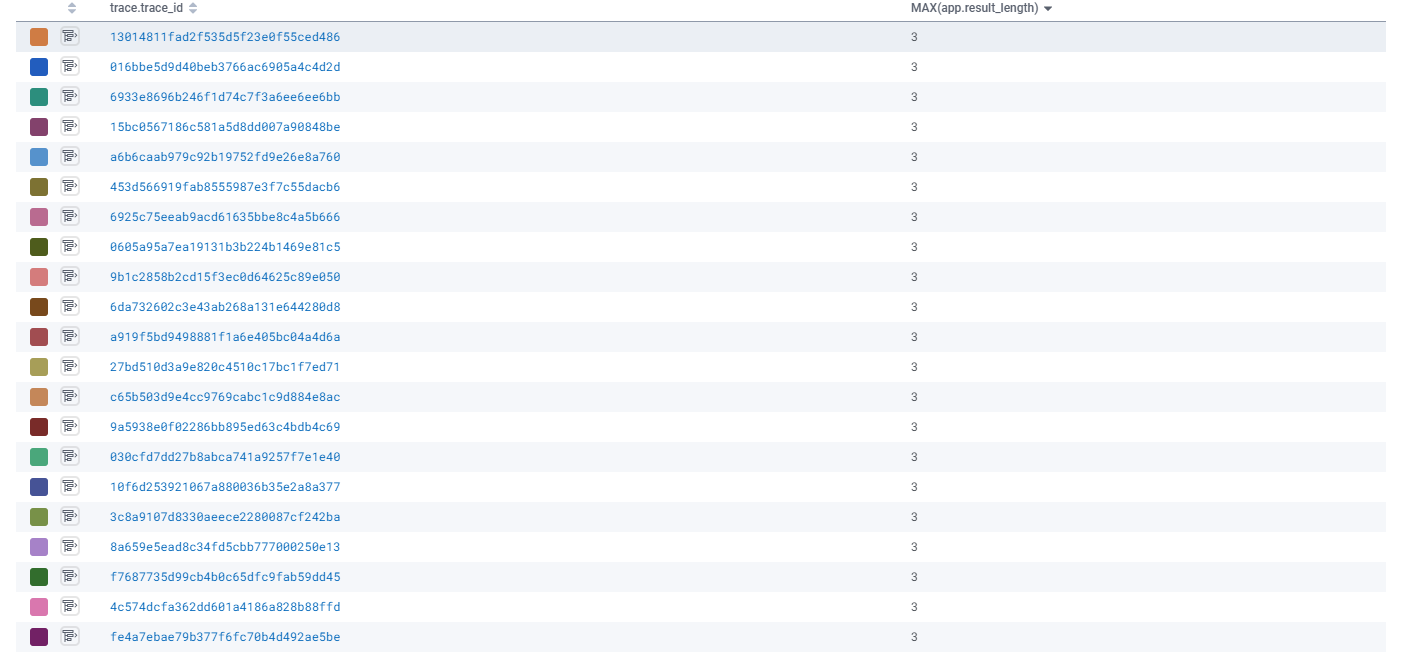 trace.trace_id MAX(app.result_length)
13014811fad2f535d5f23e0f55ced486 3
016bbe5d9d40beb3766ac6905a4c4d2d 3
6933e8696b246f1d74c7f3a6ee6ee6bb 3
15bc0567186c581a5d8dd007a90848be 3
a6b6caab979c92b19752fd9e26e8a760 3
453d566919fab8555987e3f7c55dacb6 3
6925c75eeab9acd61635bbe8c4a5b666 3
0605a95a7ea19131b3b224b1469e81c5 3
9b1c2858b2cd15f3ec0d64625c89e050 3
6da732602c3e43ab268a131e644280d8 3
a919f5bd9498881f1a6e405bc04a4d6a 3
27bd510d3a9e820c4510c17bc1f7ed71 3
c65b503d9e4cc9769cabc1c9d884e8ac 3
9a5938e0f02286bb895ed63c4bdb4c69 3
030cfd7dd27b8abca741a9257f7e1e40 3
10f6d253921067a880036b35e2a8a377 3
3c8a9107d8330aeece2280087cf242ba 3
8a659e5ead8c34fd5cbb777000250e13 3
f7687735d99cb4b0c65dfc9fab59dd45 3
4c574dcfa362dd601a4186a828b88ffd 3
fe4a7ebae79b377f6fc70b4d492ae5be 3